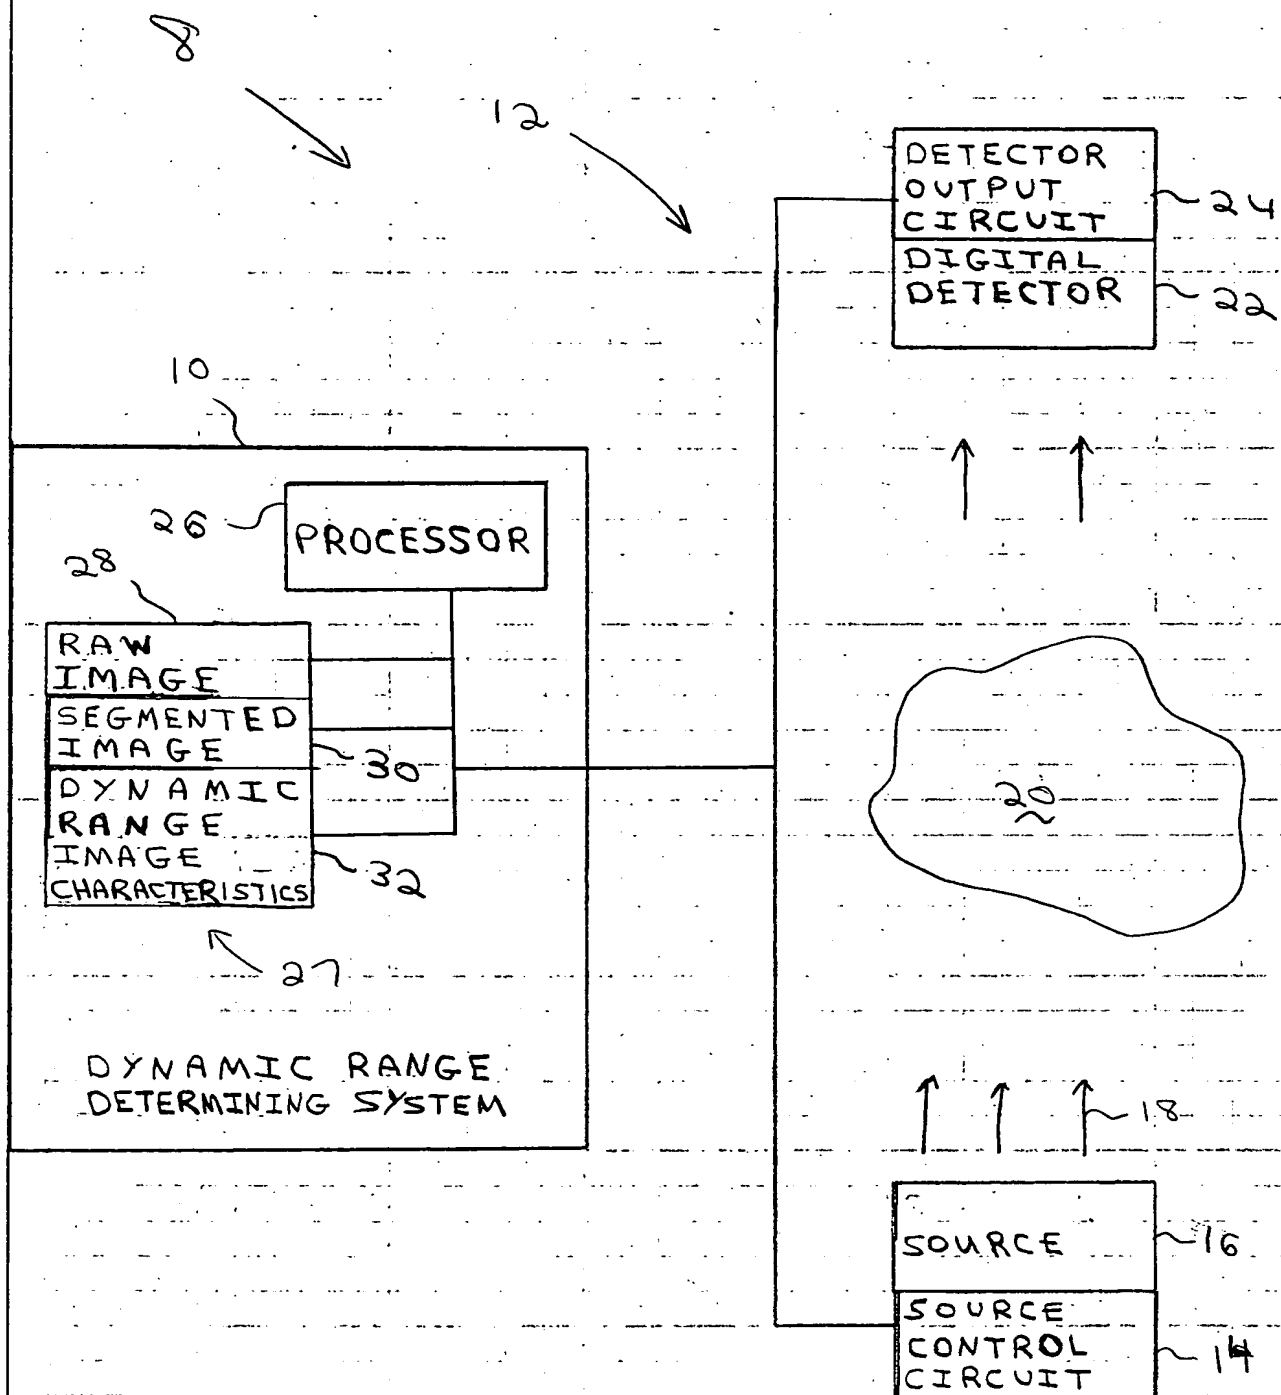 8
12
DETECTOR
OUTPUT
CIRCUIT
24
DIGITAL
DETECTOR
22
10
26
PROCESSOR
28
RAW
IMAGE
SEGMENTED
IMAGE
30
DYNAMIC
RANGE
IMAGE
CHARACTERISTICS
32
27
DYNAMIC RANGE
DETERMINING SYSTEM
20
18
SOURCE
16
SOURCE
CONTROL
CIRCUIT
14